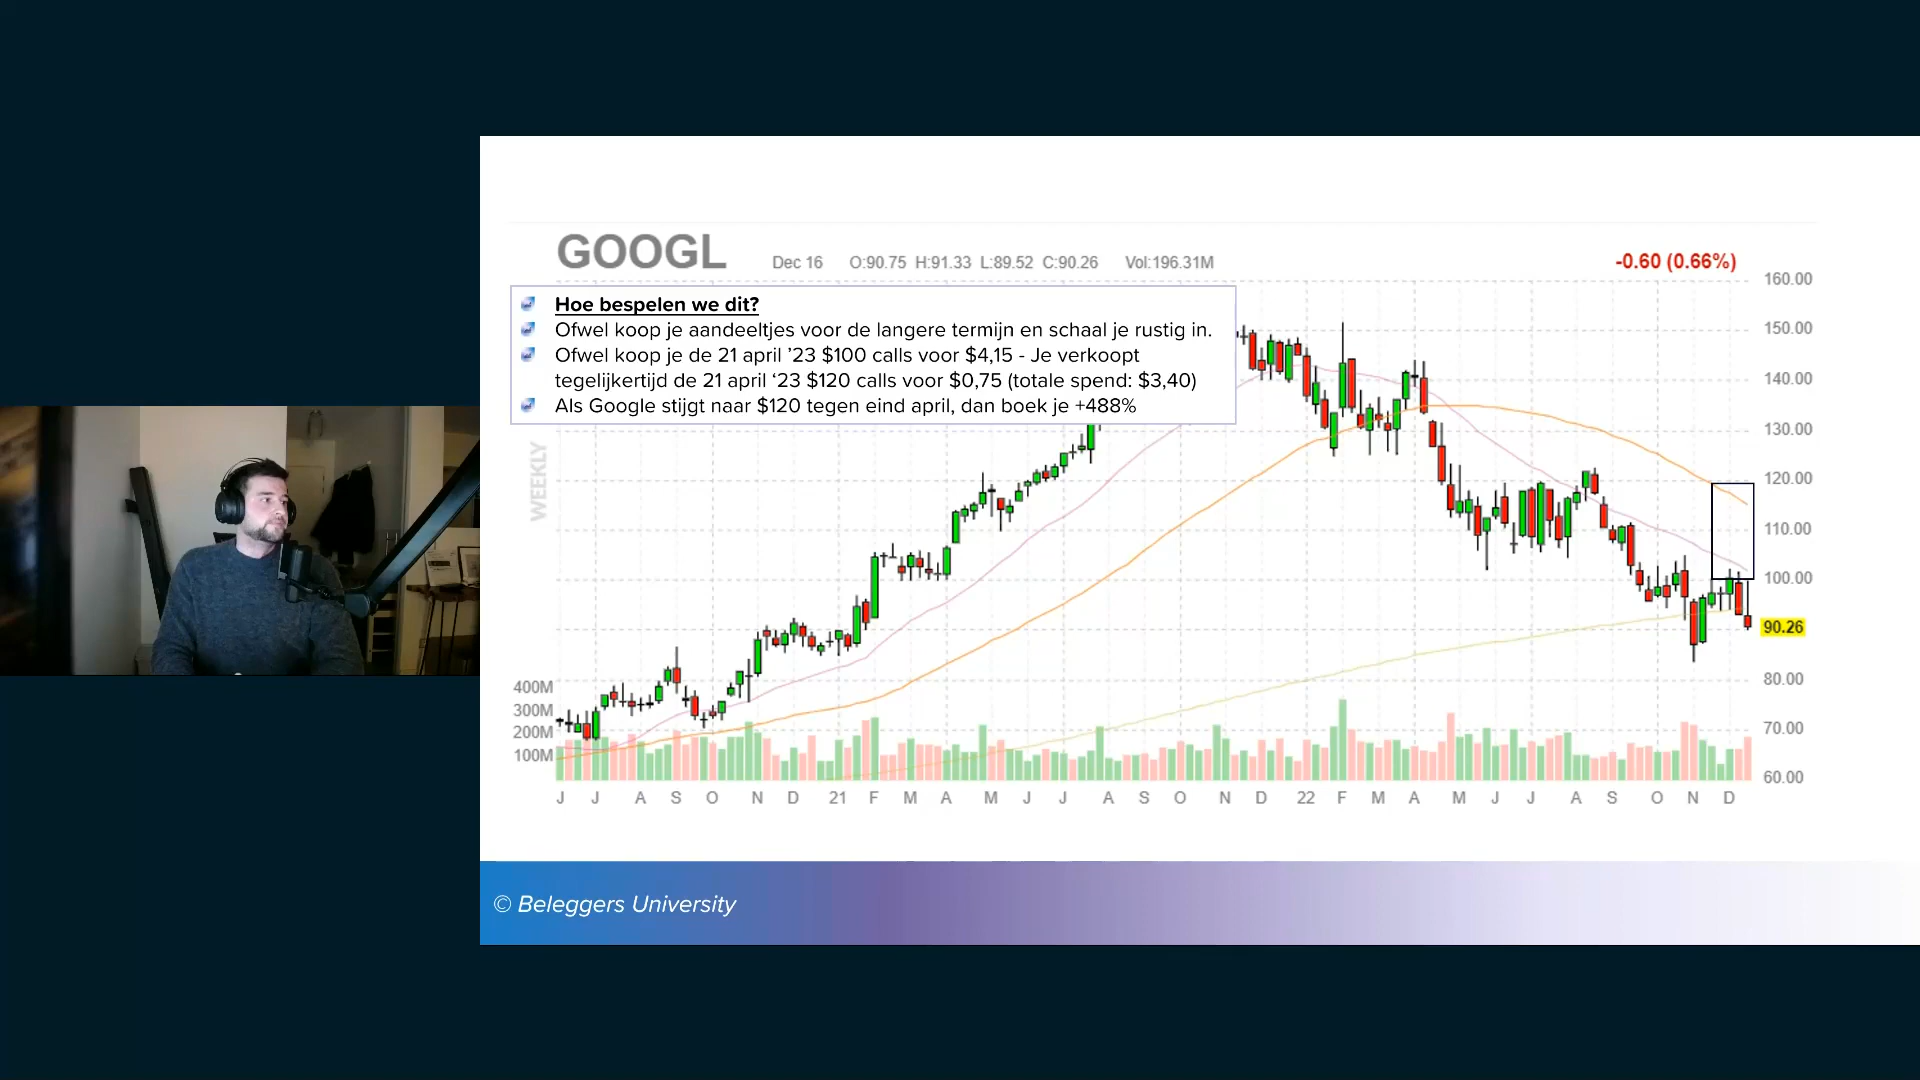 GOOGL
Dec 16 O:90.75 H:91.33 L:89.52 C:90.26 Vol:196.31M
-0.60 (0.66%)
Hoe bespelen we dit?
Ofwel koop je aandeeltjes voor de langere termijn en schaal je rustig in.
Ofwel koop je de 21 april ’23 $100 calls voor $4,15 - Je verkoopt
tegelijkertijd de 21 april ‘23 $120 calls voor $0,75 (totale spend: $3,40)
Als Google stijgt naar $120 tegen eind april, dan boek je +488%
WEEKLY
160.00
150.00
140.00
130.00
120.00
110.00
100.00
90.26
80.00
70.00
60.00
400M
300M
200M
100M
J J A S O N D 21 F M A M J J A S O N D 22 F M A M J J A S O N D
© Beleggers University